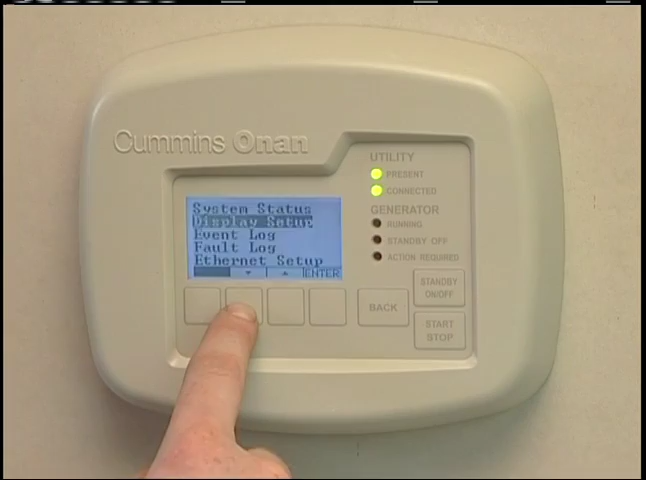 Cummins Onan
UTILITY
PRESENT
CONNECTED
GENERATOR
RUNNING
STANDBY OFF
ACTION REQUIRED
System Status
Display Setup
Event Log
Fault Log
Ethernet Setup
▼ ▲ ENTER
BACK
STANDBY
ON/OFF
START
STOP